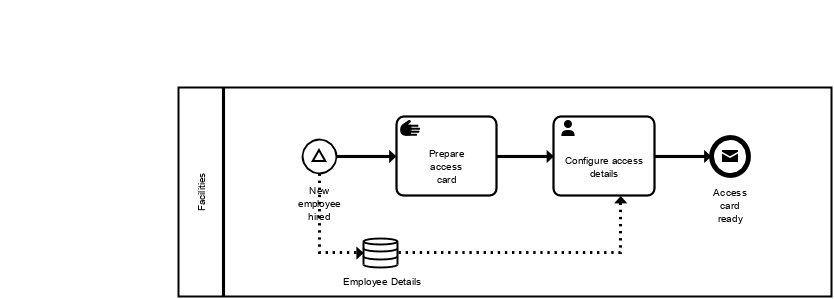 Facilities
New
employee
hired
Prepare
access
card
Configure access
details
Access
card
ready
Employee Details